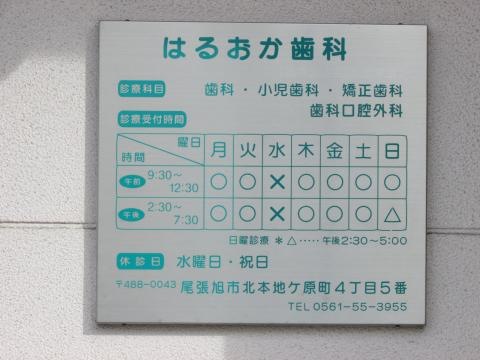 はるおか歯科
診療科目 歯科・小児歯科・矯正歯科
歯科口腔外科
診療受付時間
曜日 時間 月 火 水 木 金 土 日
午前 9:30~12:30 ○ ○ × ○ ○ ○ ○
午後 2:30~7:30 ○ ○ × ○ ○ ○ △
日曜診療 * △‥‥‥午後2:30~5:00
休診日 水曜日・祝日
〒488-0043 尾張旭市北本地ケ原町4丁目5番
TEL 0561-55-3955